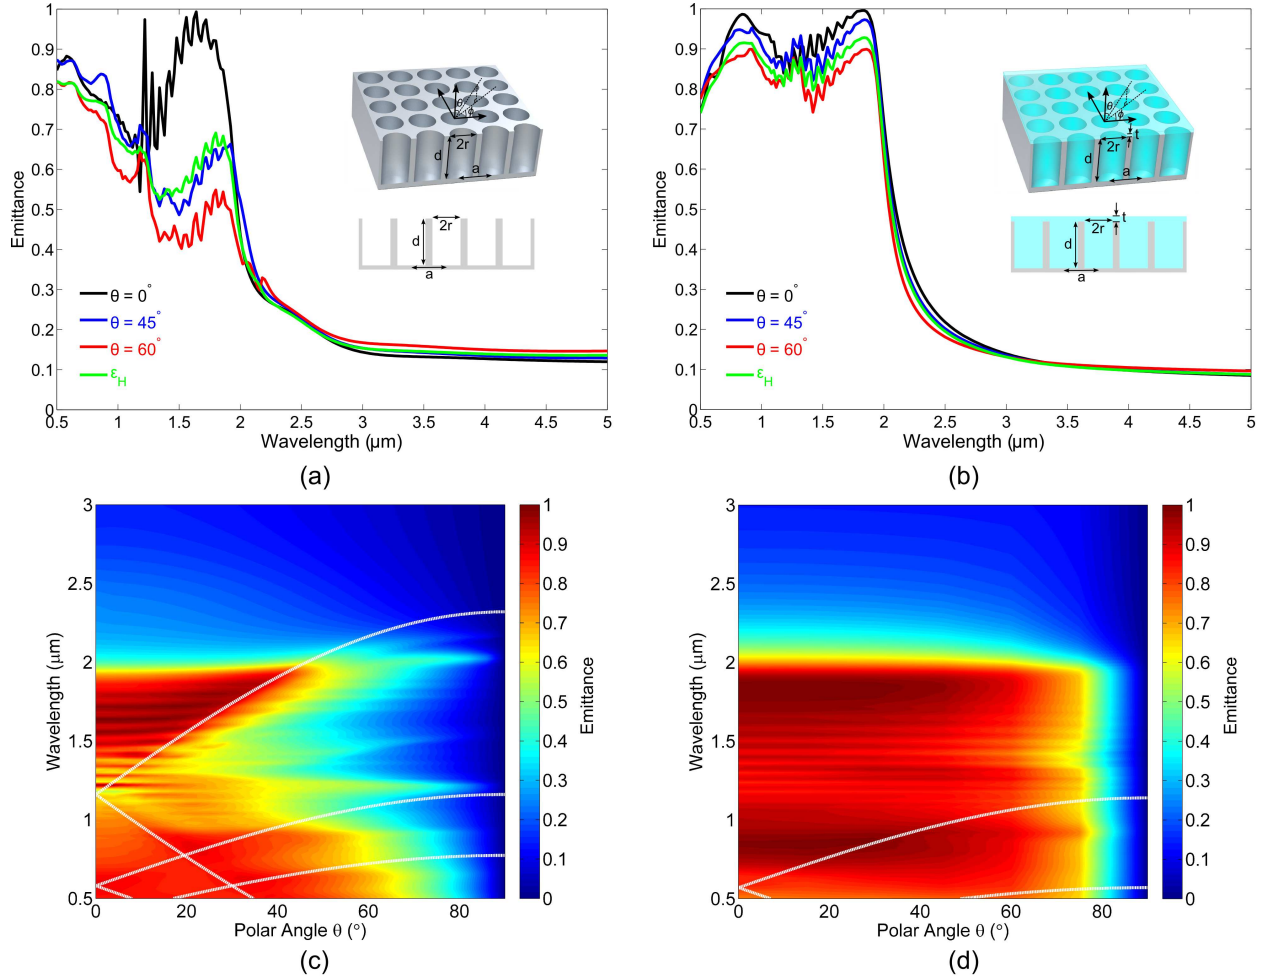 1
0.9
0.8
0.7
0.6
0.5
0.4
0.3
0.2
0.1
0
Emittance
θ = 0°
θ = 45°
θ = 60°
ε_H
θ
ϕ
2r
d
a
2r
d
a
0.5 1 1.5 2 2.5 3 3.5 4 4.5 5
Wavelength (µm)
(a)
1
0.9
0.8
0.7
0.6
0.5
0.4
0.3
0.2
0.1
0
Emittance
θ = 0°
θ = 45°
θ = 60°
ε_H
θ
ϕ
t
2r
d
a
t
2r
d
a
0.5 1 1.5 2 2.5 3 3.5 4 4.5 5
Wavelength (µm)
(b)
3
2.5
2
1.5
1
0.5
Wavelength (µm)
0 20 40 60 80
Polar Angle θ (°)
1
0.9
0.8
0.7
0.6
0.5
0.4
0.3
0.2
0.1
0
Emittance
(c)
3
2.5
2
1.5
1
0.5
Wavelength (µm)
0 20 40 60 80
Polar Angle θ (°)
1
0.9
0.8
0.7
0.6
0.5
0.4
0.3
0.2
0.1
0
Emittance
(d)